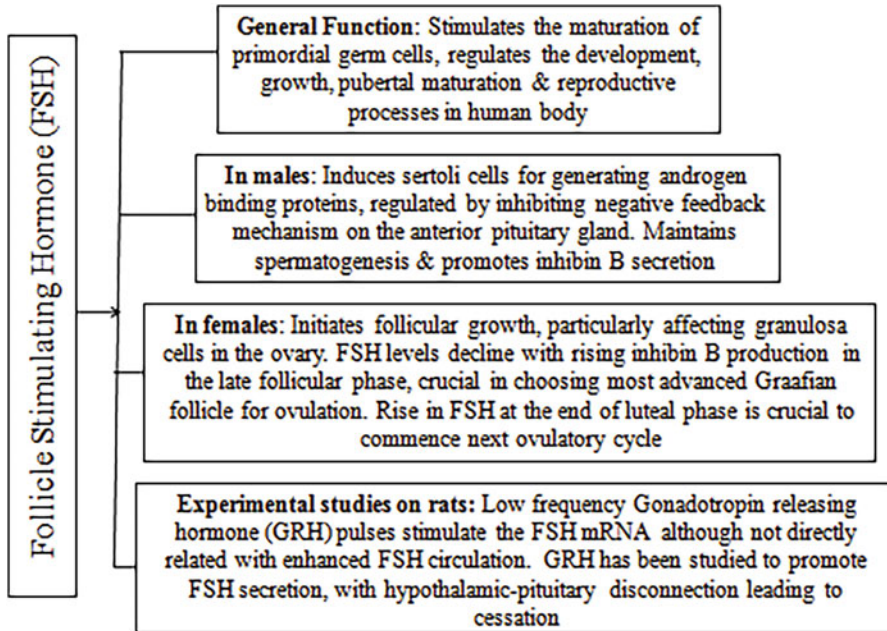 Follicle Stimulating Hormone (FSH)
General Function: Stimulates the maturation of
primordial germ cells, regulates the development,
growth, pubertal maturation & reproductive
processes in human body
In males: Induces sertoli cells for generating androgen
binding proteins, regulated by inhibiting negative feedback
mechanism on the anterior pituitary gland. Maintains
spermatogenesis & promotes inhibin B secretion
In females: Initiates follicular growth, particularly affecting granulosa
cells in the ovary. FSH levels decline with rising inhibin B production in
the late follicular phase, crucial in choosing most advanced Graafian
follicle for ovulation. Rise in FSH at the end of luteal phase is crucial to
commence next ovulatory cycle
Experimental studies on rats: Low frequency Gonadotropin releasing
hormone (GRH) pulses stimulate the FSH mRNA although not directly
related with enhanced FSH circulation. GRH has been studied to promote
FSH secretion, with hypothalamic-pituitary disconnection leading to
cessation